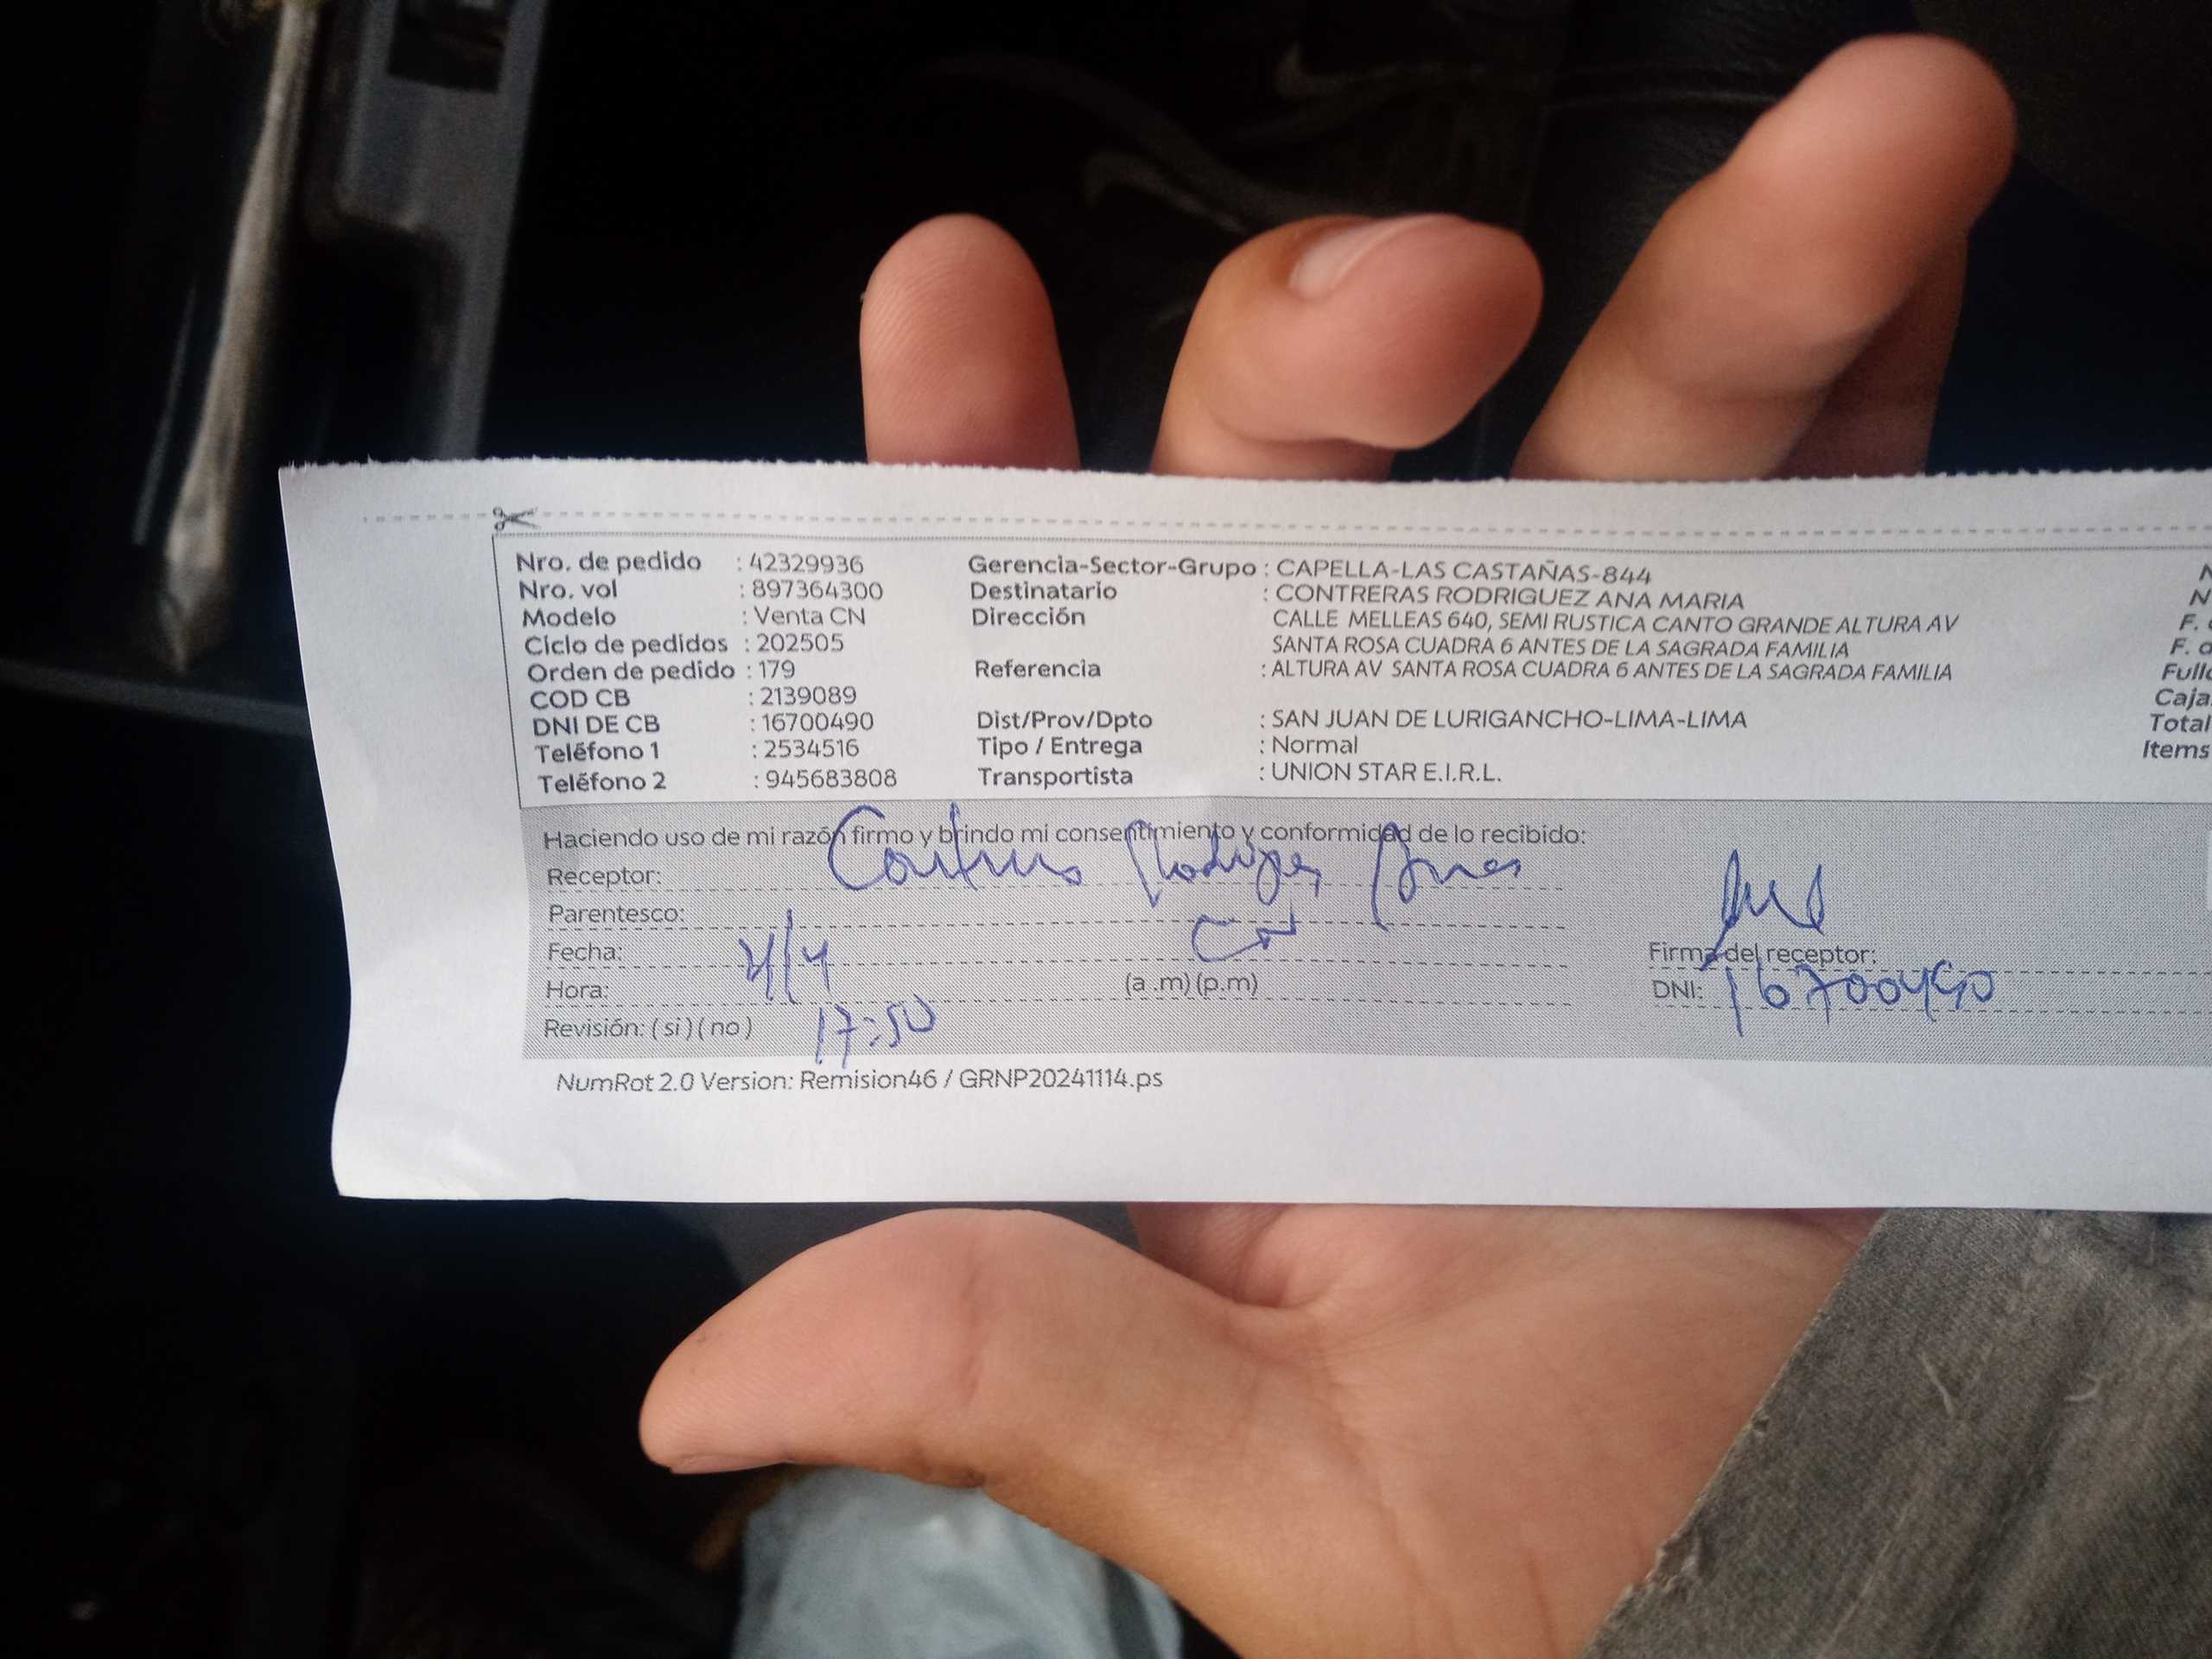 Nro. de pedido : 42329936 Gerencia-Sector-Grupo : CAPELLA-LAS CASTAÑAS-844
Nro. vol : 897364300 Destinatario : CONTRERAS RODRIGUEZ ANA MARIA
Modelo : Venta CN Dirección CALLE MELLEAS 640, SEMI RUSTICA CANTO GRANDE ALTURA AV
Ciclo de pedidos : 202505 SANTA ROSA CUADRA 6 ANTES DE LA SAGRADA FAMILIA
Orden de pedido : 179 Referencia : ALTURA AV SANTA ROSA CUADRA 6 ANTES DE LA SAGRADA FAMILIA
COD CB : 2139089
DNI DE CB : 16700490 Dist/Prov/Dpto : SAN JUAN DE LURIGANCHO-LIMA-LIMA
Teléfono 1 : 2534516 Tipo / Entrega : Normal
Teléfono 2 : 945683808 Transportista : UNION STAR E.I.R.L.
Total
Items
Haciendo uso de mi razón firmo y brindo mi consentimiento y conformidad de lo recibido:
Receptor:
Parentesco:
Fecha: 4/4 Firma del receptor:
Hora: (a .m) (p.m) DNI: 16700490
Revisión: ( si ) ( no ) 17:50
NumRot 2.0 Version: Remision46 / GRNP20241114.ps